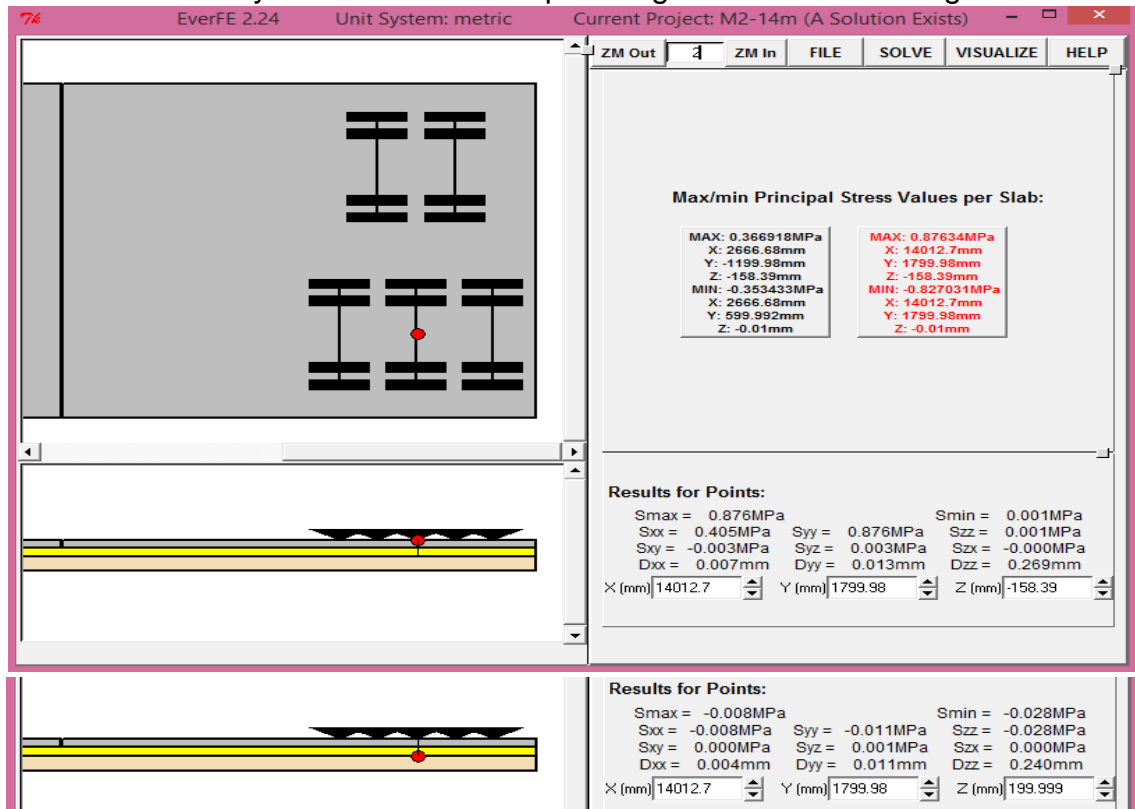 7% EverFE 2.24 Unit System: metric Current Project: M2-14m (A Solution Exists)
ZM Out 2 ZM In FILE SOLVE VISUALIZE HELP
Max/min Principal Stress Values per Slab:
MAX: 0.366918MPa
X: 2666.68mm
Y: -1199.98mm
Z: -158.39mm
MIN: -0.353433MPa
X: 2666.68mm
Y: 599.992mm
Z: -0.01mm
MAX: 0.87634MPa
X: 14012.7mm
Y: 1799.98mm
Z: -158.39mm
MIN: -0.827031MPa
X: 14012.7mm
Y: 1799.98mm
Z: -0.01mm
Results for Points:
Smax = 0.876MPa Smin = 0.001MPa
Sxx = 0.405MPa Syy = 0.876MPa Szz = 0.001MPa
Sxy = -0.003MPa Syz = 0.003MPa Szx = -0.000MPa
Dxx = 0.007mm Dyy = 0.013mm Dzz = 0.269mm
X (mm) 14012.7 Y (mm) 1799.98 Z (mm) -158.39
Results for Points:
Smax = -0.008MPa Smin = -0.028MPa
Sxx = -0.008MPa Syy = -0.011MPa Szz = -0.028MPa
Sxy = 0.000MPa Syz = 0.001MPa Szx = 0.000MPa
Dxx = 0.004mm Dyy = 0.011mm Dzz = 0.240mm
X (mm) 14012.7 Y (mm) 1799.98 Z (mm) 199.999